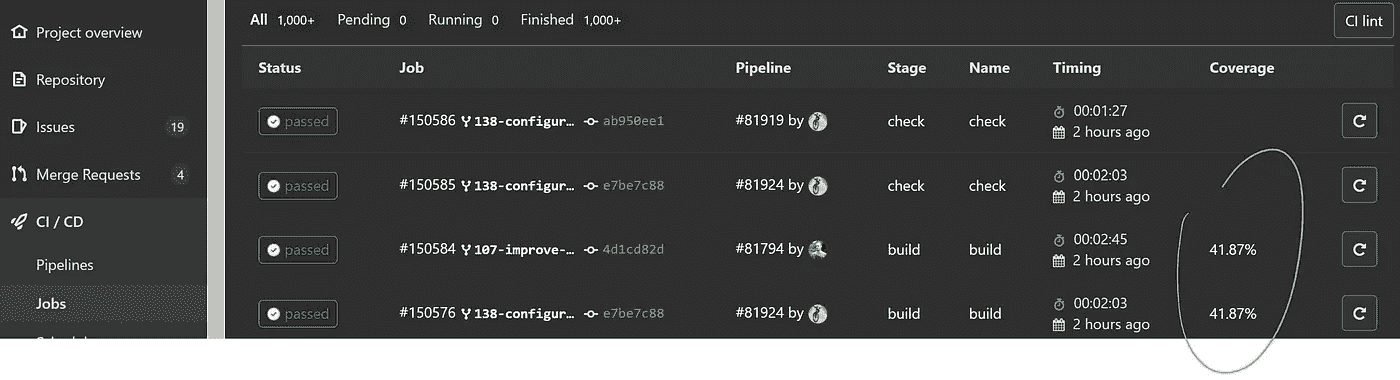 Project overview
Repository
Issues 19
Merge Requests 4
CI / CD
Pipelines
Jobs
All 1,000+ Pending 0 Running 0 Finished 1,000+ CI lint
Status Job Pipeline Stage Name Timing Coverage
passed #150586 138-configur… ab950ee1 #81919 by check check 00:01:27
2 hours ago
passed #150585 138-configur… e7be7c88 #81924 by check check 00:02:03
2 hours ago
passed #150584 107-improve-… 4d1cd82d #81794 by build build 00:02:45 41.87%
2 hours ago
passed #150576 138-configur… e7be7c88 #81924 by build build 00:02:03 41.87%
2 hours ago